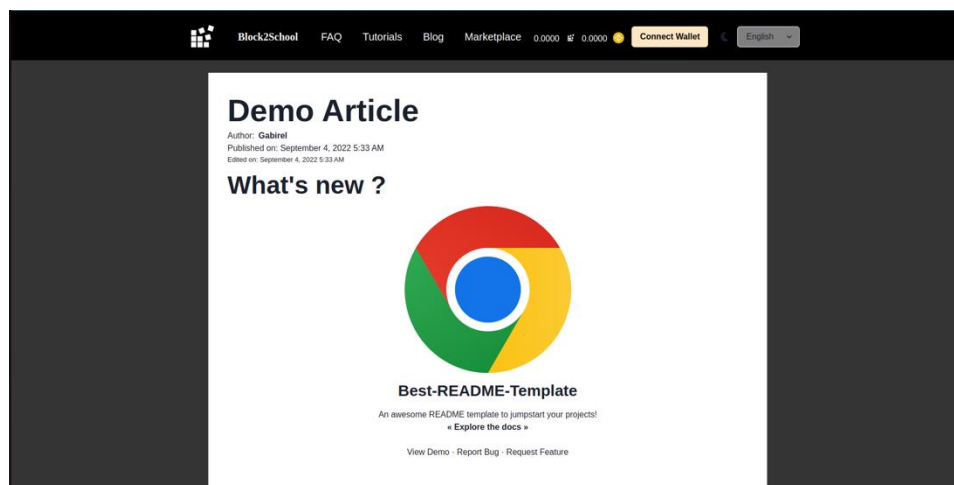 Block2School FAQ Tutorials Blog Marketplace 0.0000 0.0000 Connect Wallet English
Demo Article
Author: Gabirel
Published on: September 4, 2022 5:33 AM
Edited on: September 4, 2022 5:33 AM
What's new ?
Best-README-Template
An awesome README template to jumpstart your projects!
« Explore the docs »
View Demo · Report Bug · Request Feature